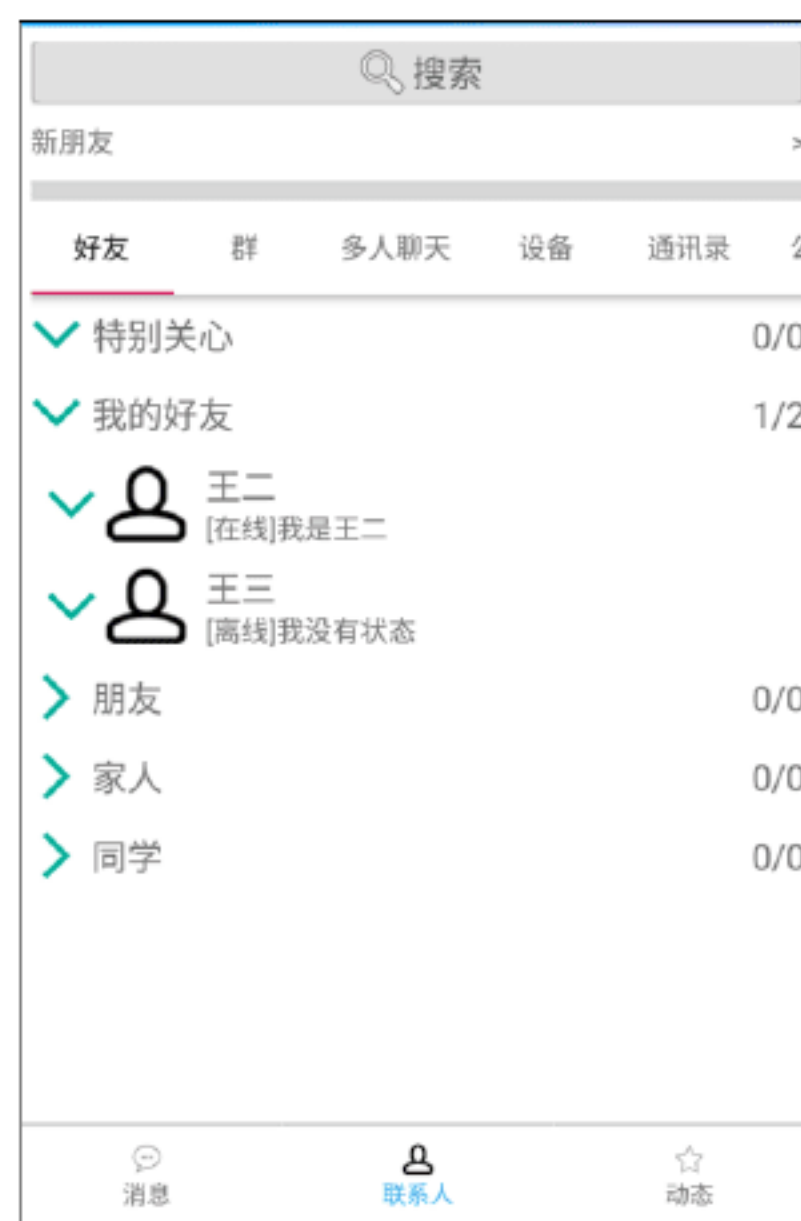 搜索
新朋友 >
好友 群 多人聊天 设备 通讯录
特别关心 0/0
我的好友 1/2
王二
[在线]我是王二
王三
[离线]我没有状态
朋友 0/0
家人 0/0
同学 0/0
消息 联系人 动态